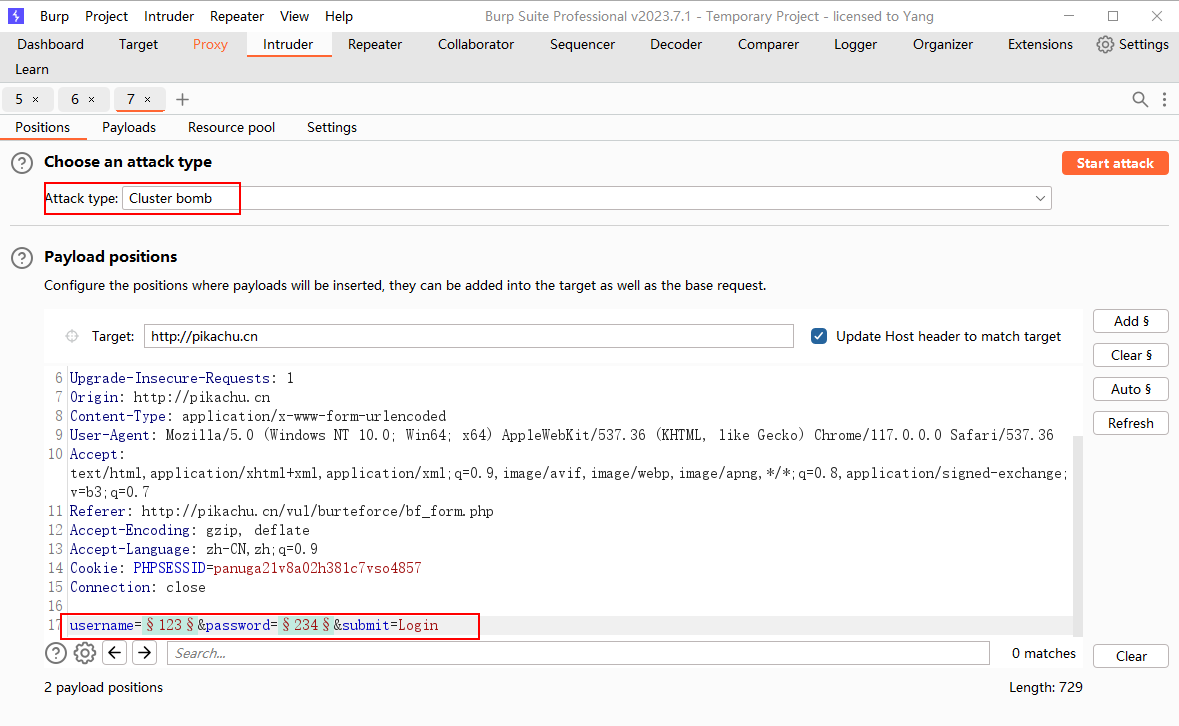 Burp Project Intruder Repeater View Help Burp Suite Professional v2023.7.1 - Temporary Project - licensed to Yang
Dashboard Target Proxy Intruder Repeater Collaborator Sequencer Decoder Comparer Logger Organizer Extensions Settings
Learn
5 × 6 × 7 × +
Positions Payloads Resource pool Settings
? Choose an attack type Start attack
Attack type: Cluster bomb
? Payload positions
Configure the positions where payloads will be inserted, they can be added into the target as well as the base request.
Target: http://pikachu.cn Update Host header to match target
Add §
Clear §
Auto §
Refresh
6 Upgrade-Insecure-Requests: 1
7 Origin: http://pikachu.cn
8 Content-Type: application/x-www-form-urlencoded
9 User-Agent: Mozilla/5.0 (Windows NT 10.0; Win64; x64) AppleWebKit/537.36 (KHTML, like Gecko) Chrome/117.0.0.0 Safari/537.36
10 Accept:
text/html,application/xhtml+xml,application/xml;q=0.9,image/avif,image/webp,image/apng,*/*;q=0.8,application/signed-exchange;
v=b3;q=0.7
11 Referer: http://pikachu.cn/vul/burteforce/bf_form.php
12 Accept-Encoding: gzip, deflate
13 Accept-Language: zh-CN,zh;q=0.9
14 Cookie: PHPSESSID=panuga21v8a02h381c7vso4857
15 Connection: close
16
17 username=§123§&password=§234§&submit=Login
? Search... 0 matches Clear
2 payload positions Length: 729